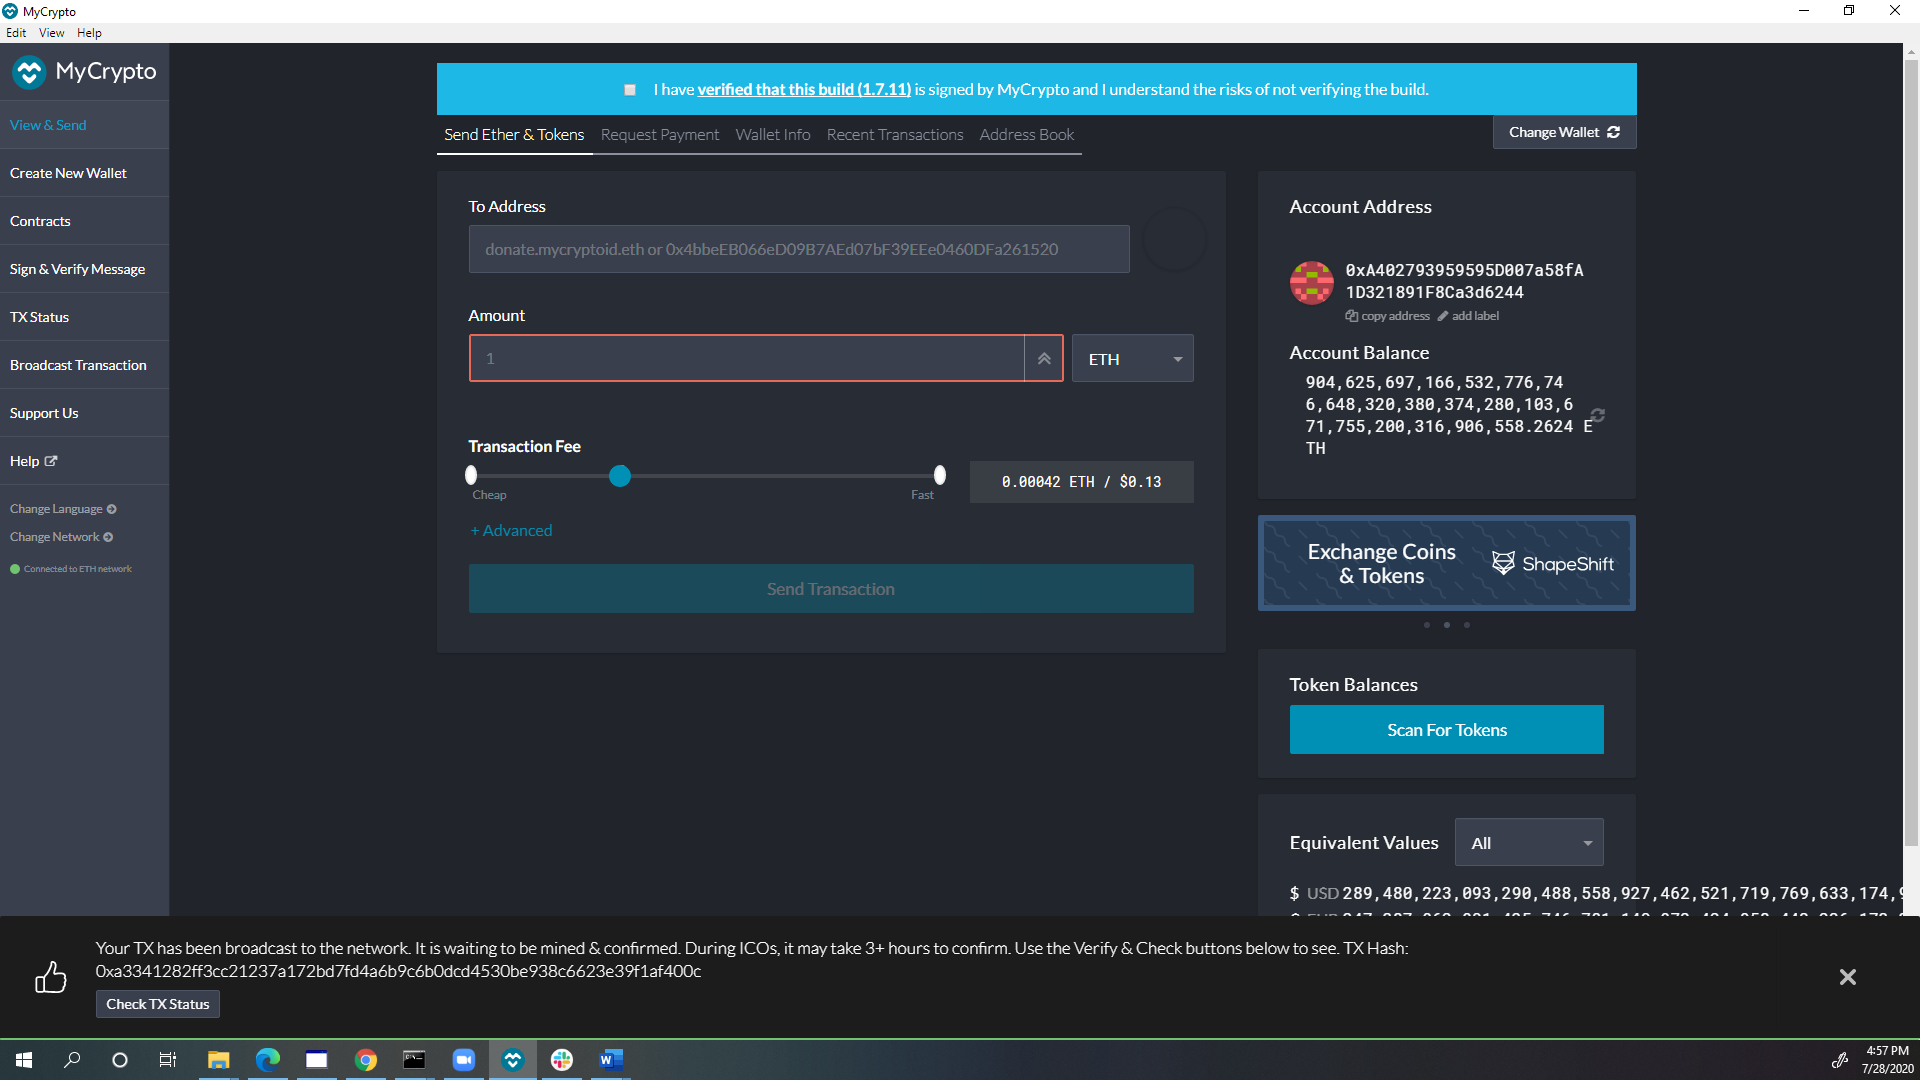 MyCrypto
Edit View Help
MyCrypto
View & Send
Create New Wallet
Contracts
Sign & Verify Message
TX Status
Broadcast Transaction
Support Us
Help
Change Language
Change Network
Connected to ETH network
I have verified that this build (1.7.11) is signed by MyCrypto and I understand the risks of not verifying the build.
Send Ether & Tokens Request Payment Wallet Info Recent Transactions Address Book
Change Wallet
To Address
donate.mycryptoid.eth or 0x4bbeEB066eD09B7AEd07bF39EEe0460DFa261520
Amount
1
ETH
Transaction Fee
Cheap Fast
0.00042 ETH / $0.13
+ Advanced
Send Transaction
Account Address
0xA402793959595D007a58fA
1D321891F8Ca3d6244
copy address add label
Account Balance
904,625,697,166,532,776,74
6,648,320,380,374,280,103,6
71,755,200,316,906,558.2624 E
TH
Exchange Coins
& Tokens
ShapeShift
Token Balances
Scan For Tokens
Equivalent Values
All
$ USD 289,480,223,093,290,488,558,927,462,521,719,769,633,174,9
Your TX has been broadcast to the network. It is waiting to be mined & confirmed. During ICOs, it may take 3+ hours to confirm. Use the Verify & Check buttons below to see. TX Hash:
0xa3341282ff3cc21237a172bd7fd4a6b9c6b0dcd4530be938c6623e39f1af400c
Check TX Status
4:57 PM
7/28/2020